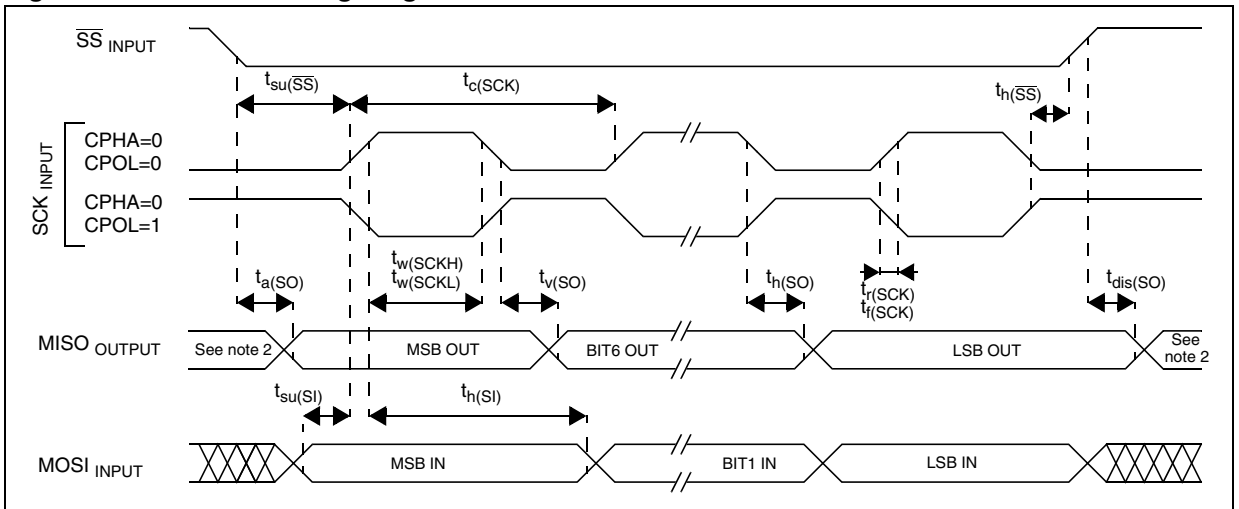 SS INPUT
tsu(SS)
tc(SCK)
th(SS)
SCK INPUT
CPHA=0
CPOL=0
CPHA=0
CPOL=1
ta(SO)
tw(SCKH)
tw(SCKL)
tv(SO)
th(SO)
tr(SCK)
tf(SCK)
tdis(SO)
MISO OUTPUT
See note 2
MSB OUT
BIT6 OUT
LSB OUT
See
note 2
tsu(SI)
th(SI)
MOSI INPUT
MSB IN
BIT1 IN
LSB IN